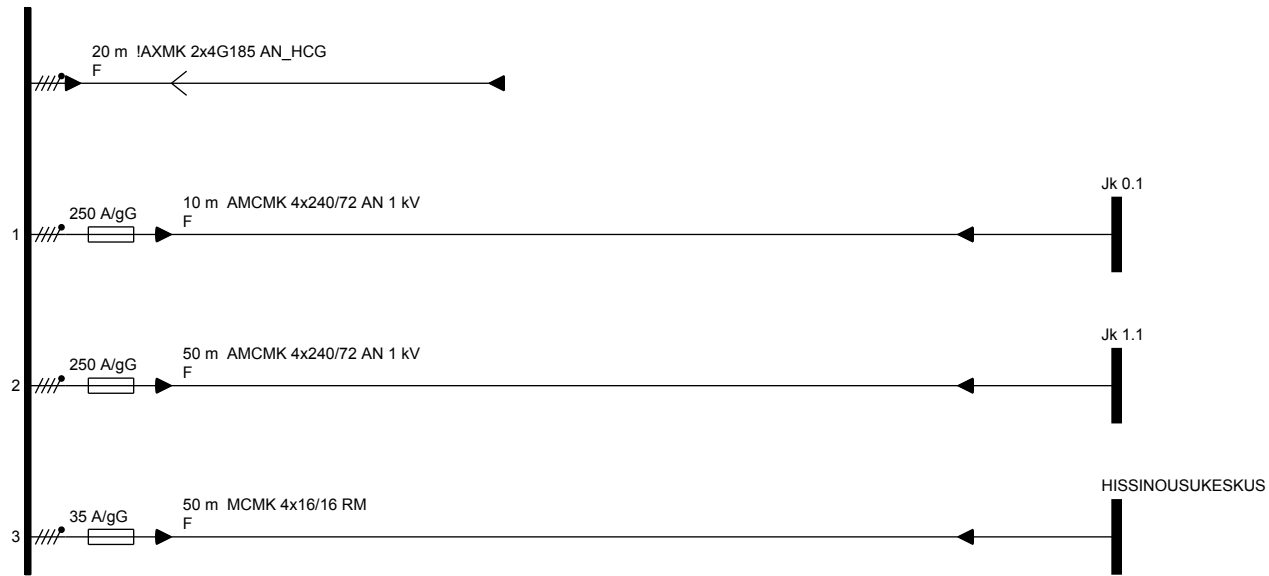 20 m  !AXMK 2x4G185 AN_HCG
F
Jk 0.1
10 m  AMCMK 4x240/72 AN 1 kV
250 A/gG
F
1
Jk 1.1
50 m  AMCMK 4x240/72 AN 1 kV
250 A/gG
F
2
HISSINOUSUKESKUS
50 m  MCMK 4x16/16 RM
35 A/gG
F
3